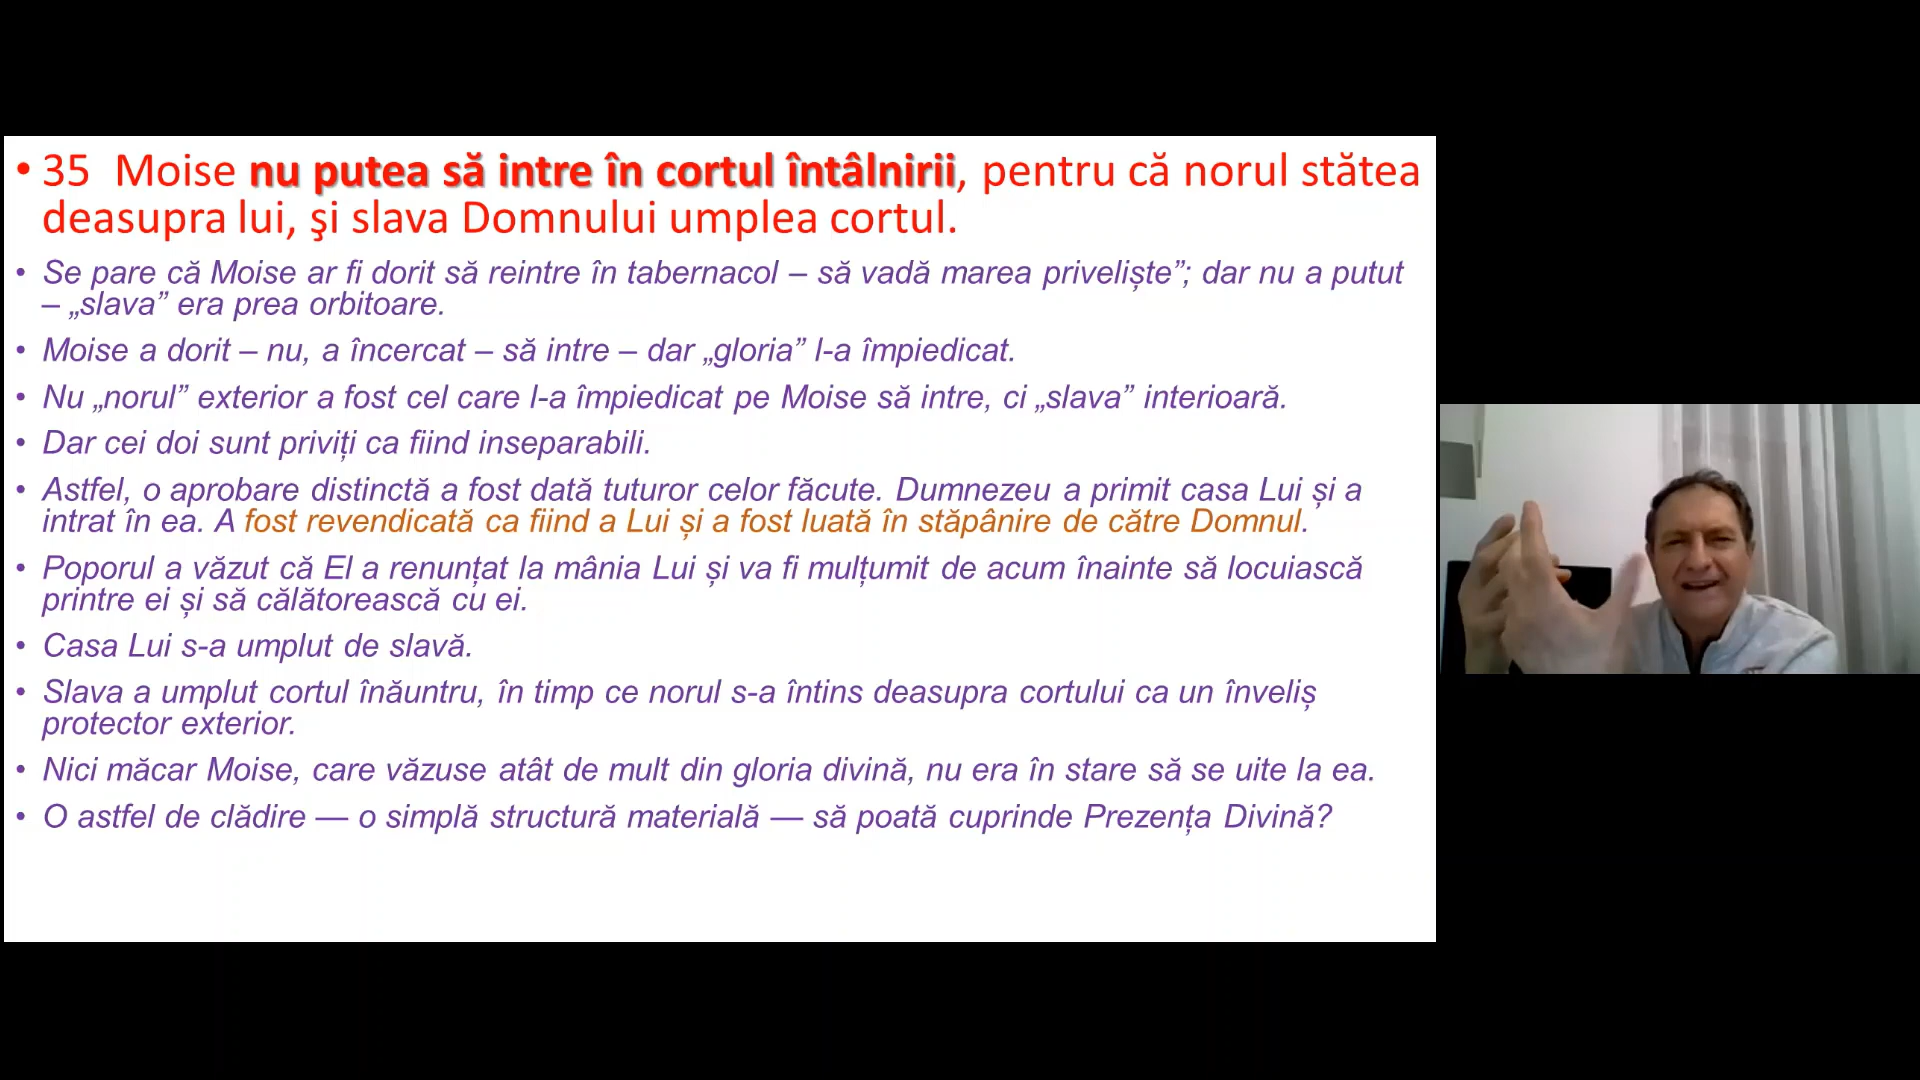 • 35 Moise nu putea să intre în cortul întâlnirii, pentru că norul stătea
deasupra lui, şi slava Domnului umplea cortul.
• Se pare că Moise ar fi dorit să reintre în tabernacol – să vadă marea priveliște”; dar nu a putut
– „slava” era prea orbitoare.
• Moise a dorit – nu, a încercat – să intre – dar „gloria” l-a împiedicat.
• Nu „norul” exterior a fost cel care l-a împiedicat pe Moise să intre, ci „slava” interioară.
• Dar cei doi sunt priviți ca fiind inseparabili.
• Astfel, o aprobare distinctă a fost dată tuturor celor făcute. Dumnezeu a primit casa Lui și a
intrat în ea. A fost revendicată ca fiind a Lui și a fost luată în stăpânire de către Domnul.
• Poporul a văzut că El a renunțat la mânia Lui și va fi mulțumit de acum înainte să locuiască
printre ei și să călătorească cu ei.
• Casa Lui s-a umplut de slavă.
• Slava a umplut cortul înăuntru, în timp ce norul s-a întins deasupra cortului ca un înveliș
protector exterior.
• Nici măcar Moise, care văzuse atât de mult din gloria divină, nu era în stare să se uite la ea.
• O astfel de clădire — o simplă structură materială — să poată cuprinde Prezența Divină?